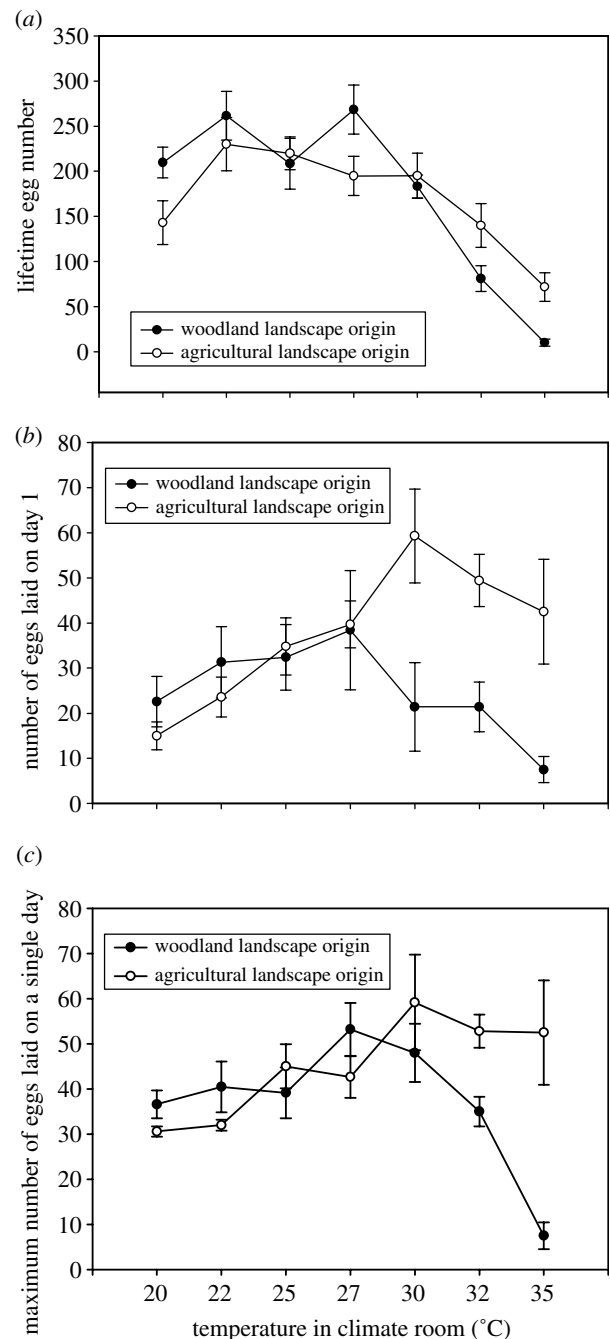 (a)
350
300
250
200
150
100
50
0
lifetime egg number
woodland landscape origin
agricultural landscape origin
(b)
80
70
60
50
40
30
20
10
0
number of eggs laid on day 1
woodland landscape origin
agricultural landscape origin
(c)
80
70
60
50
40
30
20
10
0
maximum number of eggs laid on a single day
woodland landscape origin
agricultural landscape origin
20 22 25 27 30 32 35
temperature in climate room (˚C)